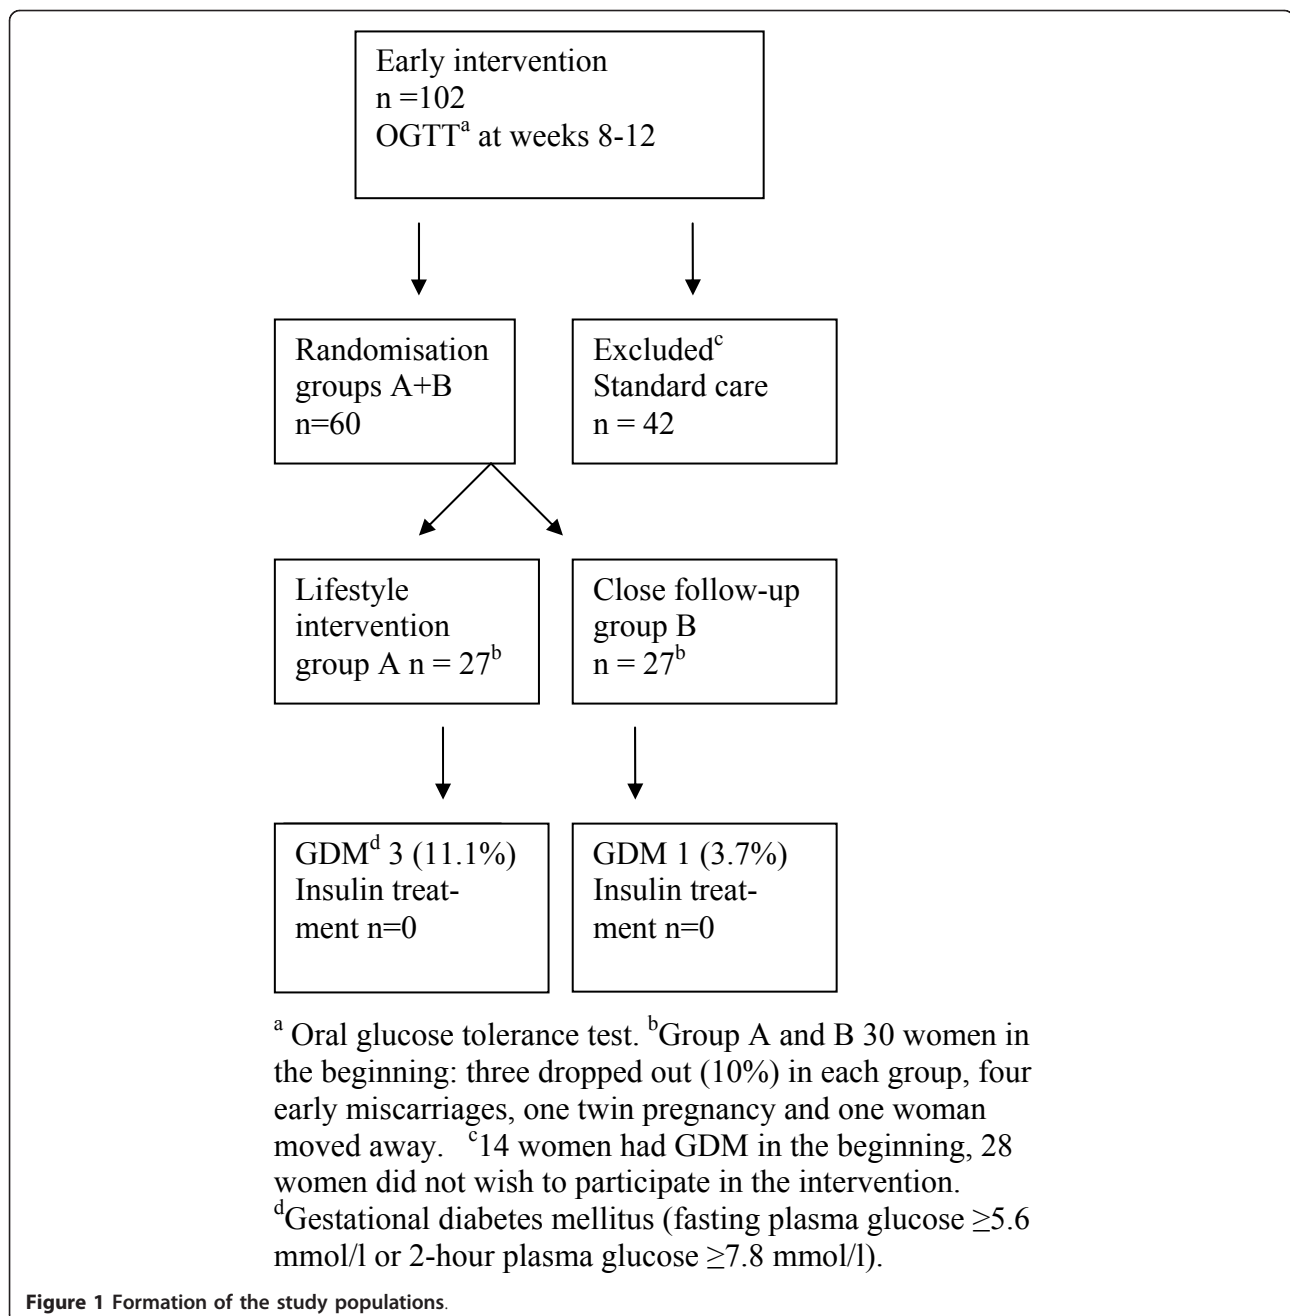 Early intervention
n =102
OGTTᵃ at weeks 8-12
Randomisation
groups A+B
n=60
Excludedᶜ
Standard care
n = 42
Lifestyle
intervention
group A n = 27ᵇ
Close follow-up
group B
n = 27ᵇ
GDMᵈ 3 (11.1%)
Insulin treat-
ment n=0
GDM 1 (3.7%)
Insulin treat-
ment n=0
ᵃ Oral glucose tolerance test. ᵇGroup A and B 30 women in
the beginning: three dropped out (10%) in each group, four
early miscarriages, one twin pregnancy and one woman
moved away. ᶜ14 women had GDM in the beginning, 28
women did not wish to participate in the intervention.
ᵈGestational diabetes mellitus (fasting plasma glucose ≥5.6
mmol/l or 2-hour plasma glucose ≥7.8 mmol/l).
Figure 1 Formation of the study populations.